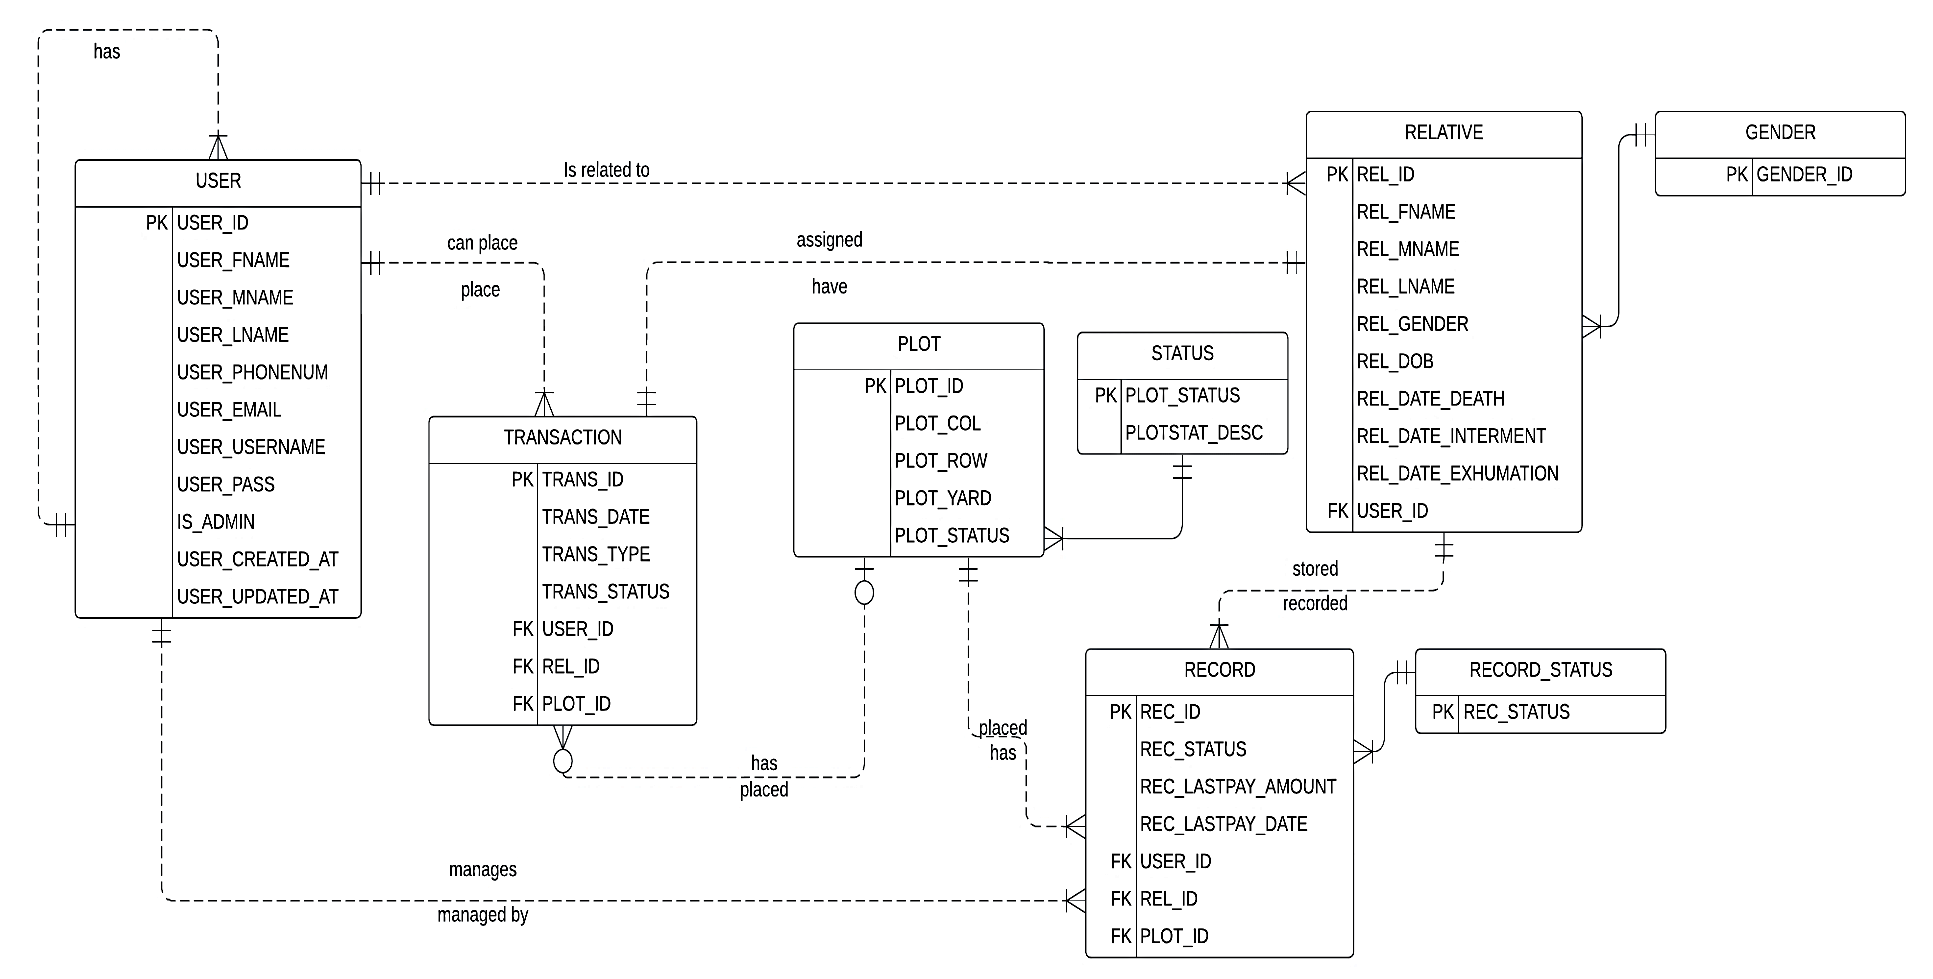 has
USER
PK USER_ID
USER_FNAME
USER_MNAME
USER_LNAME
USER_PHONENUM
USER_EMAIL
USER_USERNAME
USER_PASS
IS_ADMIN
USER_CREATED_AT
USER_UPDATED_AT
Is related to
can place
place
assigned
have
TRANSACTION
PK TRANS_ID
TRANS_DATE
TRANS_TYPE
TRANS_STATUS
FK USER_ID
FK REL_ID
FK PLOT_ID
PLOT
PK PLOT_ID
PLOT_COL
PLOT_ROW
PLOT_YARD
PLOT_STATUS
STATUS
PK PLOT_STATUS
PLOTSTAT_DESC
RELATIVE
PK REL_ID
REL_FNAME
REL_MNAME
REL_LNAME
REL_GENDER
REL_DOB
REL_DATE_DEATH
REL_DATE_INTERMENT
REL_DATE_EXHUMATION
FK USER_ID
GENDER
PK GENDER_ID
stored
recorded
has
placed
placed
has
manages
managed by
RECORD
PK REC_ID
REC_STATUS
REC_LASTPAY_AMOUNT
REC_LASTPAY_DATE
FK USER_ID
FK REL_ID
FK PLOT_ID
RECORD_STATUS
PK REC_STATUS